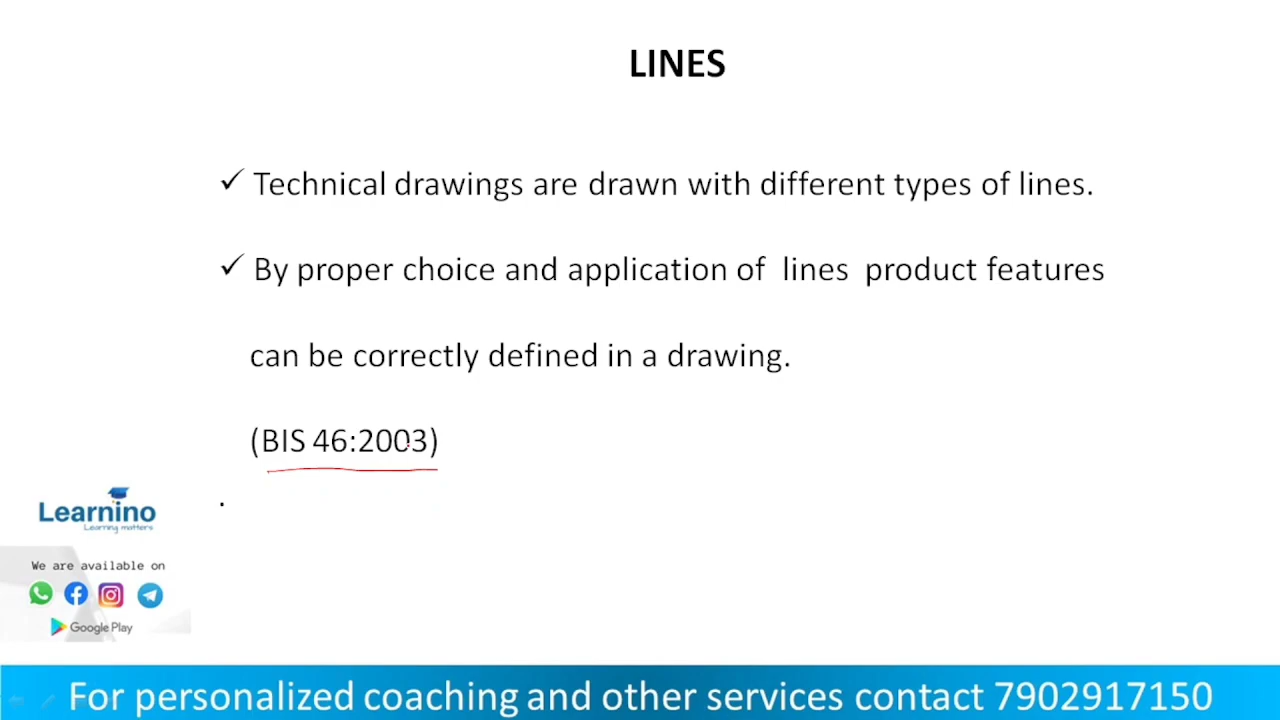 LINES
✓ Technical drawings are drawn with different types of lines.
✓ By proper choice and application of lines product features
can be correctly defined in a drawing.
(BIS 46:2003)
.
Learnino
Learning matters
We are available on
Google Play
For personalized coaching and other services contact 7902917150